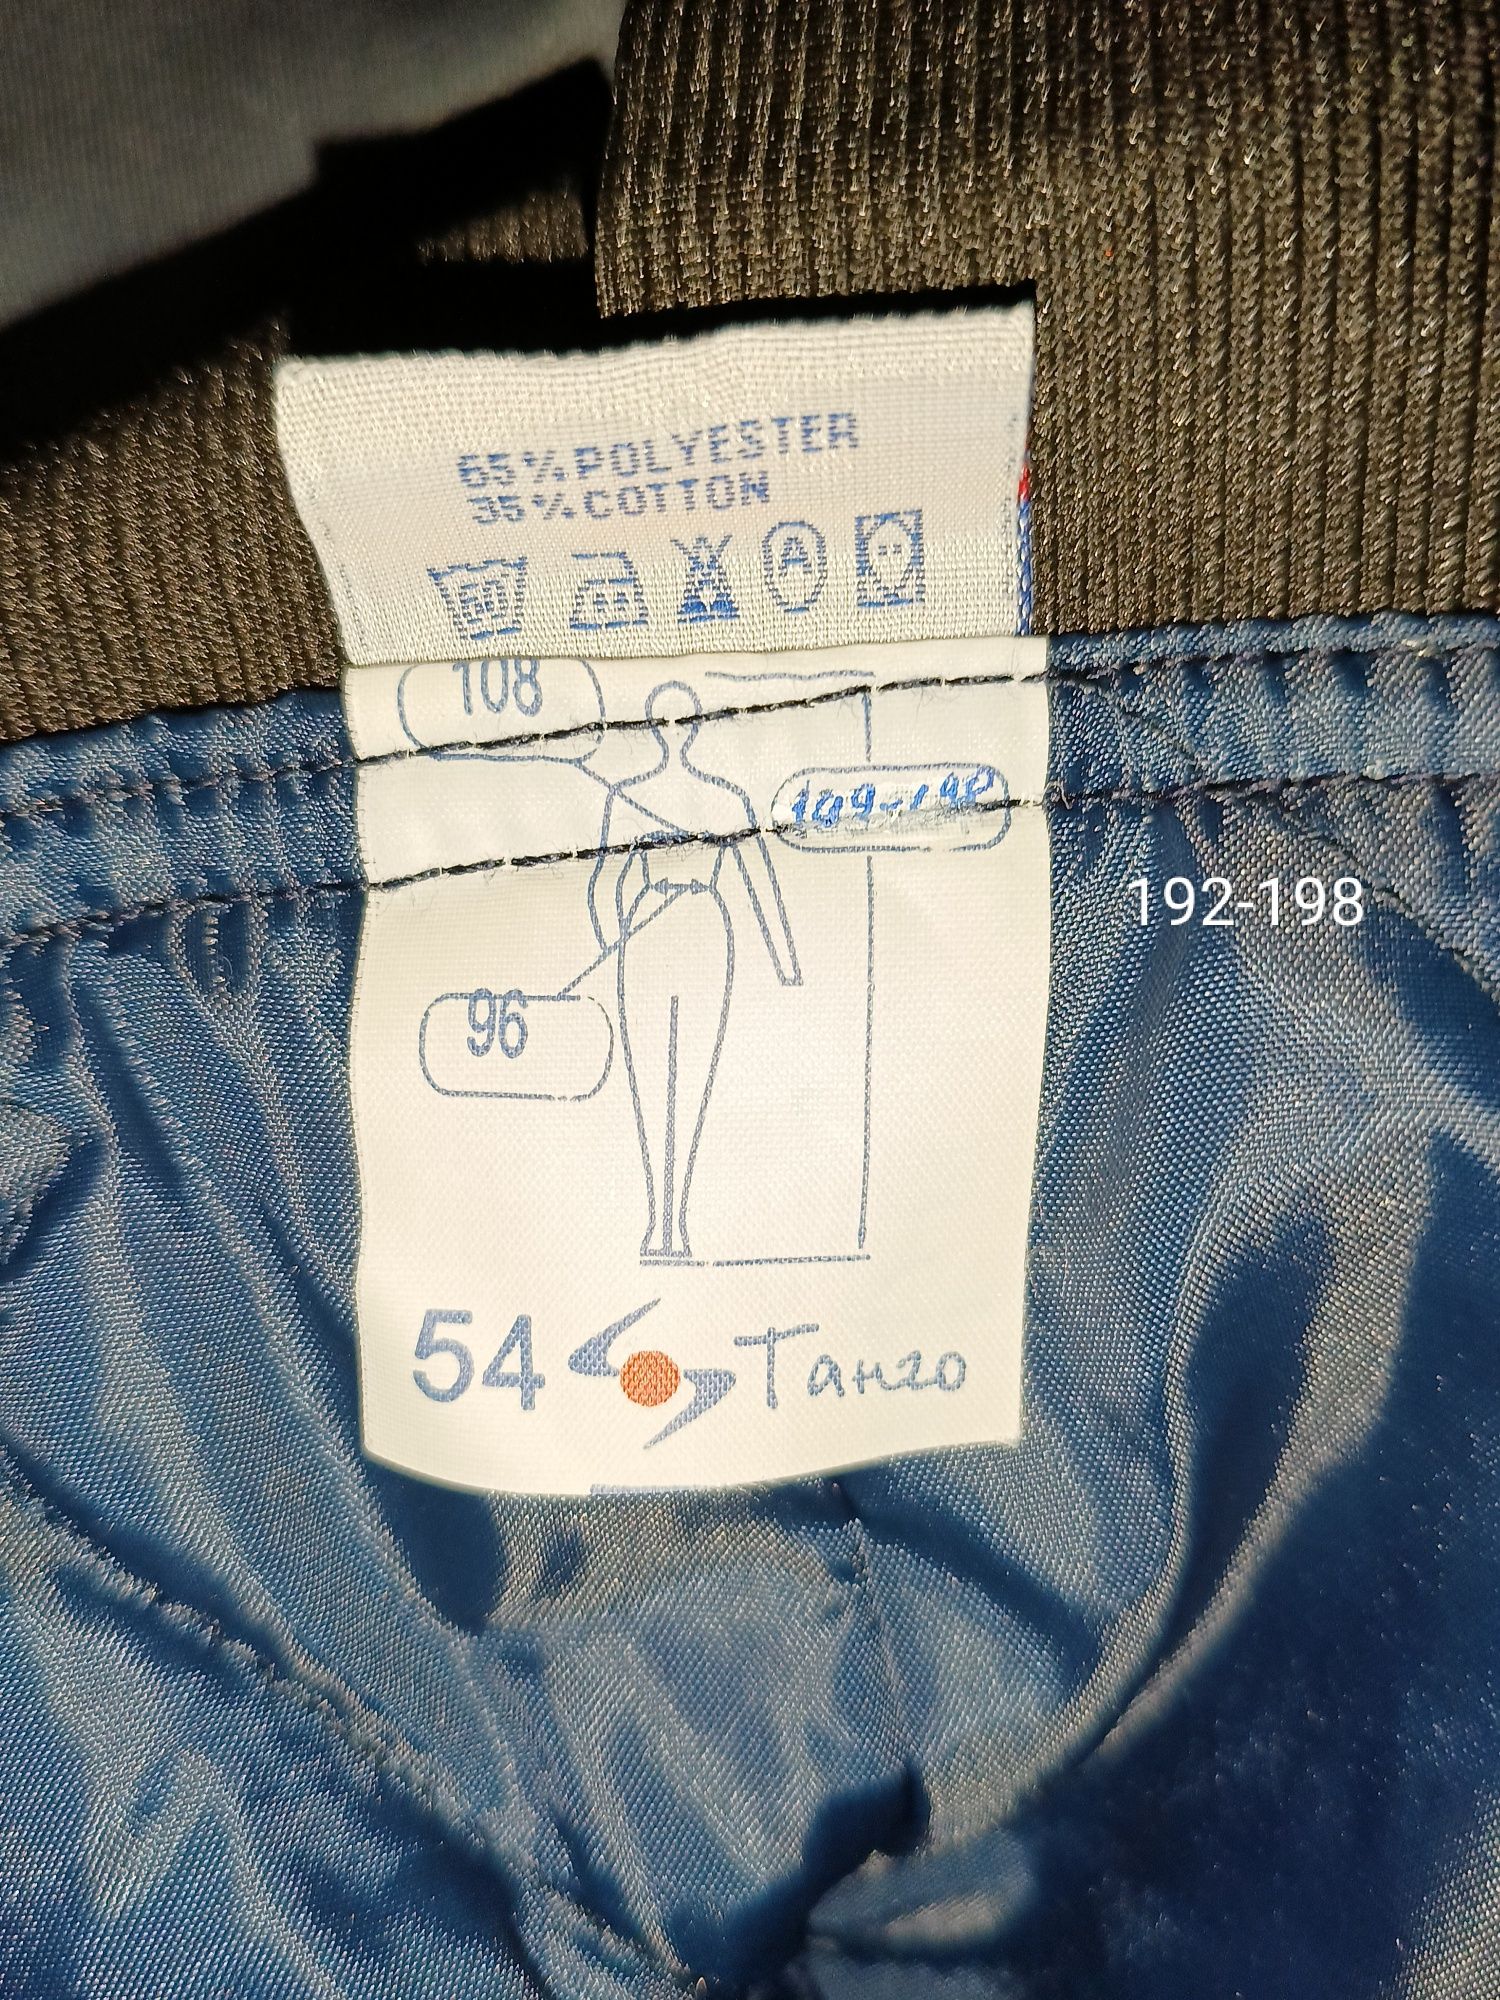 65% POLYESTER
35% COTTON
A
108
192-198
96
54 Танго